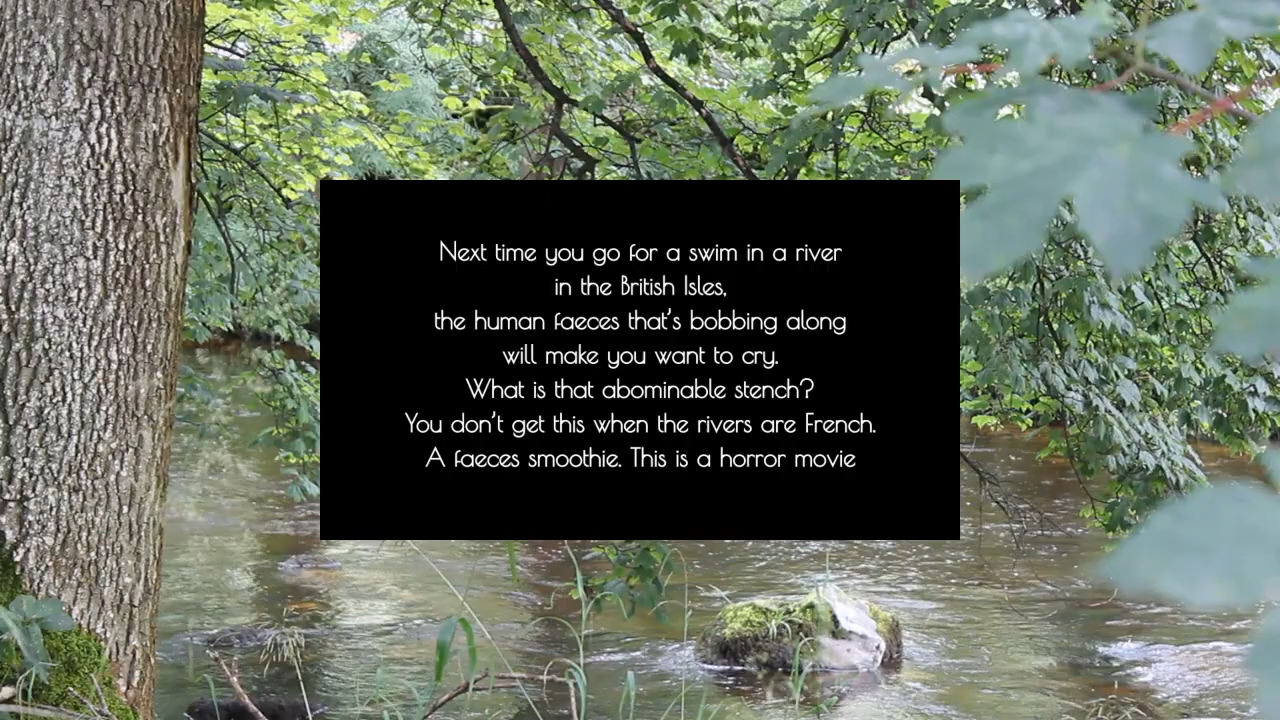 Next time you go for a swim in a river
in the British Isles,
the human faeces that's bobbing along
will make you want to cry.
What is that abominable stench?
You don't get this when the rivers are French.
A faeces smoothie. This is a horror movie